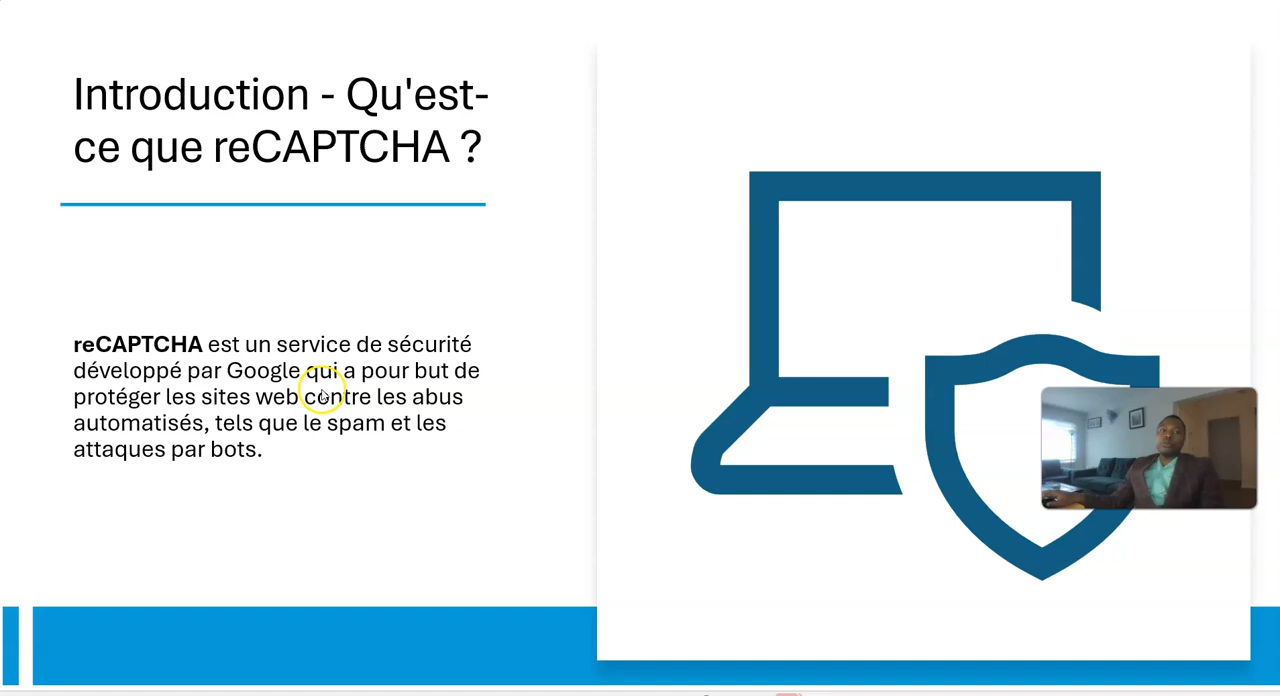 Introduction - Qu'est-
ce que reCAPTCHA ?
reCAPTCHA est un service de sécurité
développé par Google qui a pour but de
protéger les sites web contre les abus
automatisés, tels que le spam et les
attaques par bots.